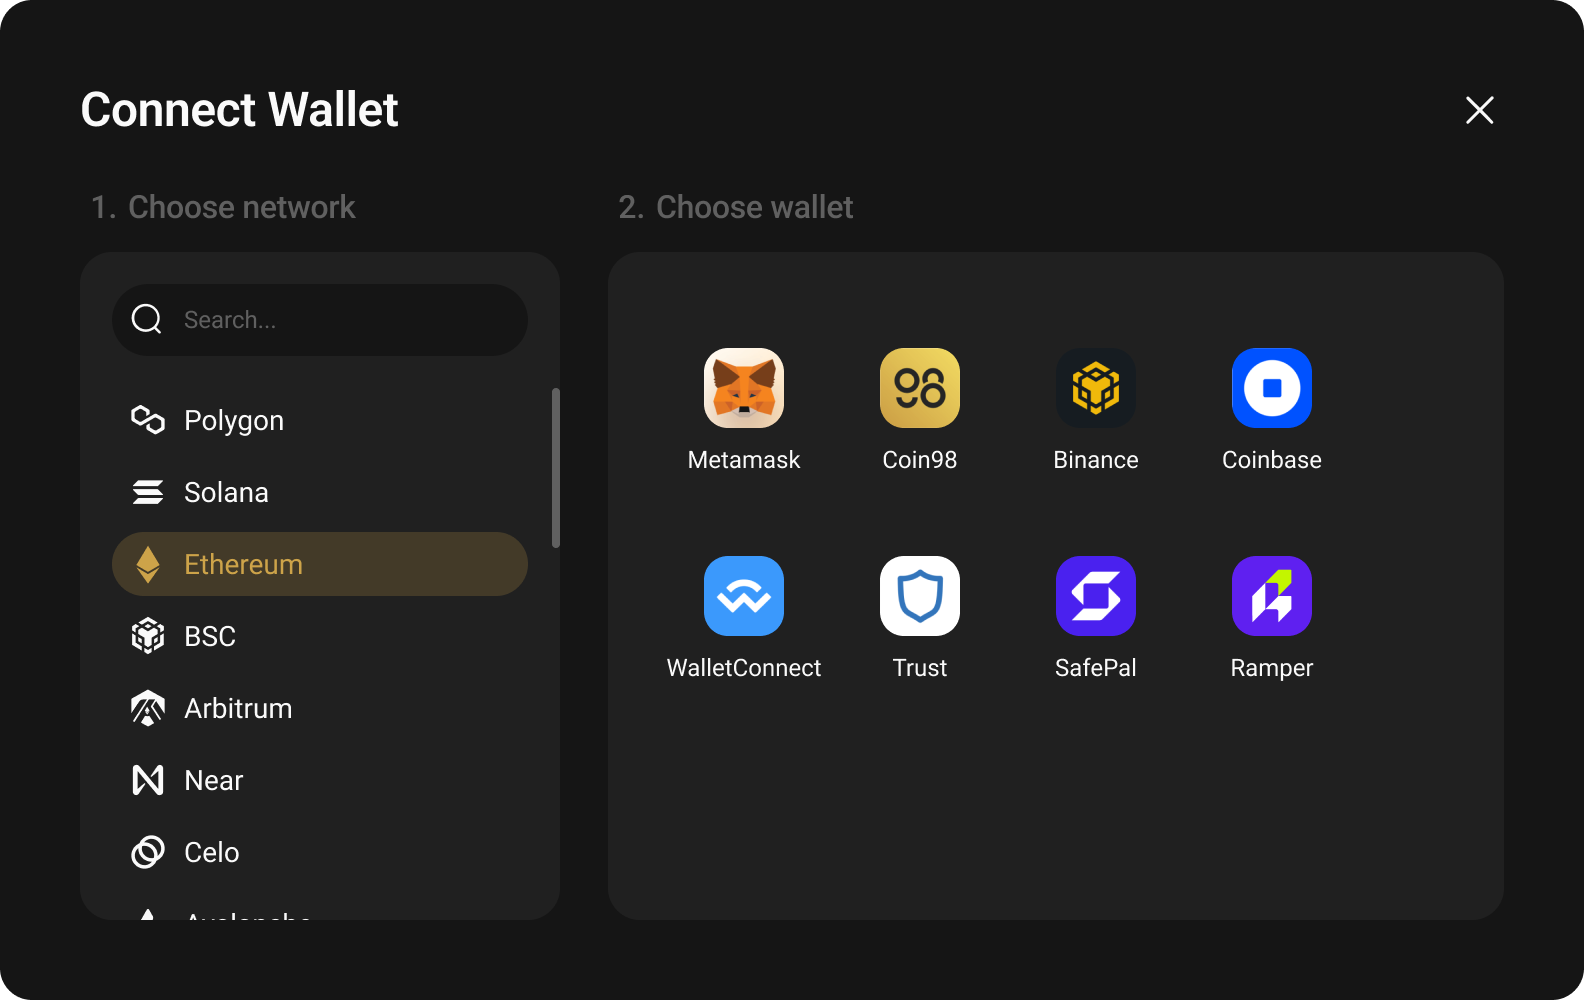 Connect Wallet
1. Choose network
Search...
Polygon
Solana
Ethereum
BSC
Arbitrum
Near
Celo
Avalanche
2. Choose wallet
Metamask
Coin98
Binance
Coinbase
WalletConnect
Trust
SafePal
Ramper